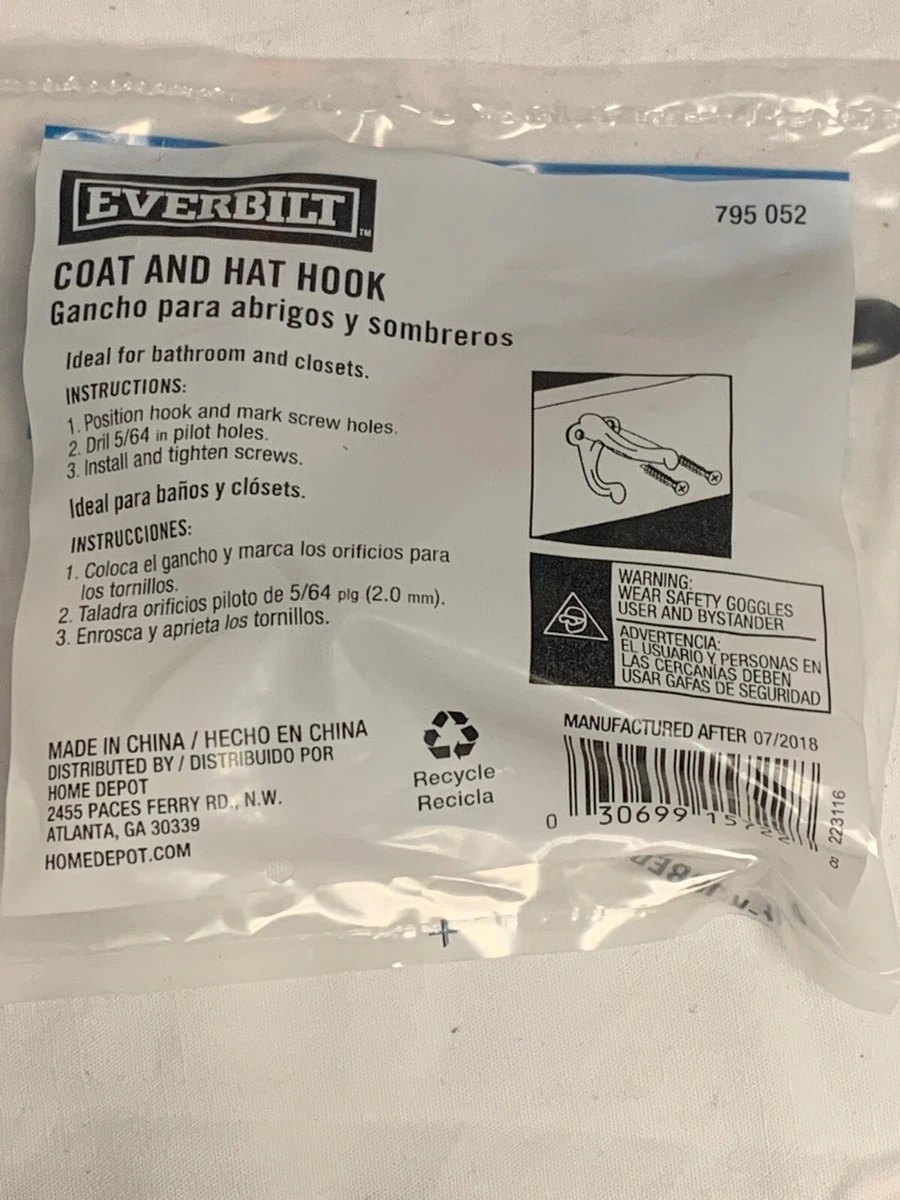 EVERBILT
TM
795 052
COAT AND HAT HOOK
Gancho para abrigos y sombreros
Ideal for bathroom and closets.
INSTRUCTIONS:
1. Position hook and mark screw holes.
2. Dril 5/64 in pilot holes.
3. Install and tighten screws.
Ideal para baños y clósets.
INSTRUCCIONES:
1. Coloca el gancho y marca los orificios para
los tornillos.
2. Taladra orificios piloto de 5/64 plg (2.0 mm).
3. Enrosca y aprieta los tornillos.
WARNING:
WEAR SAFETY GOGGLES
USER AND BYSTANDER
ADVERTENCIA:
EL USUARIO Y PERSONAS EN
LAS CERCANÍAS DEBEN
USAR GAFAS DE SEGURIDAD
MADE IN CHINA / HECHO EN CHINA
DISTRIBUTED BY / DISTRIBUIDO POR
HOME DEPOT
2455 PACES FERRY RD., N.W.
ATLANTA, GA 30339
HOMEDEPOT.COM
Recycle
Recicla
MANUFACTURED AFTER 07/2018
0 30699
223116